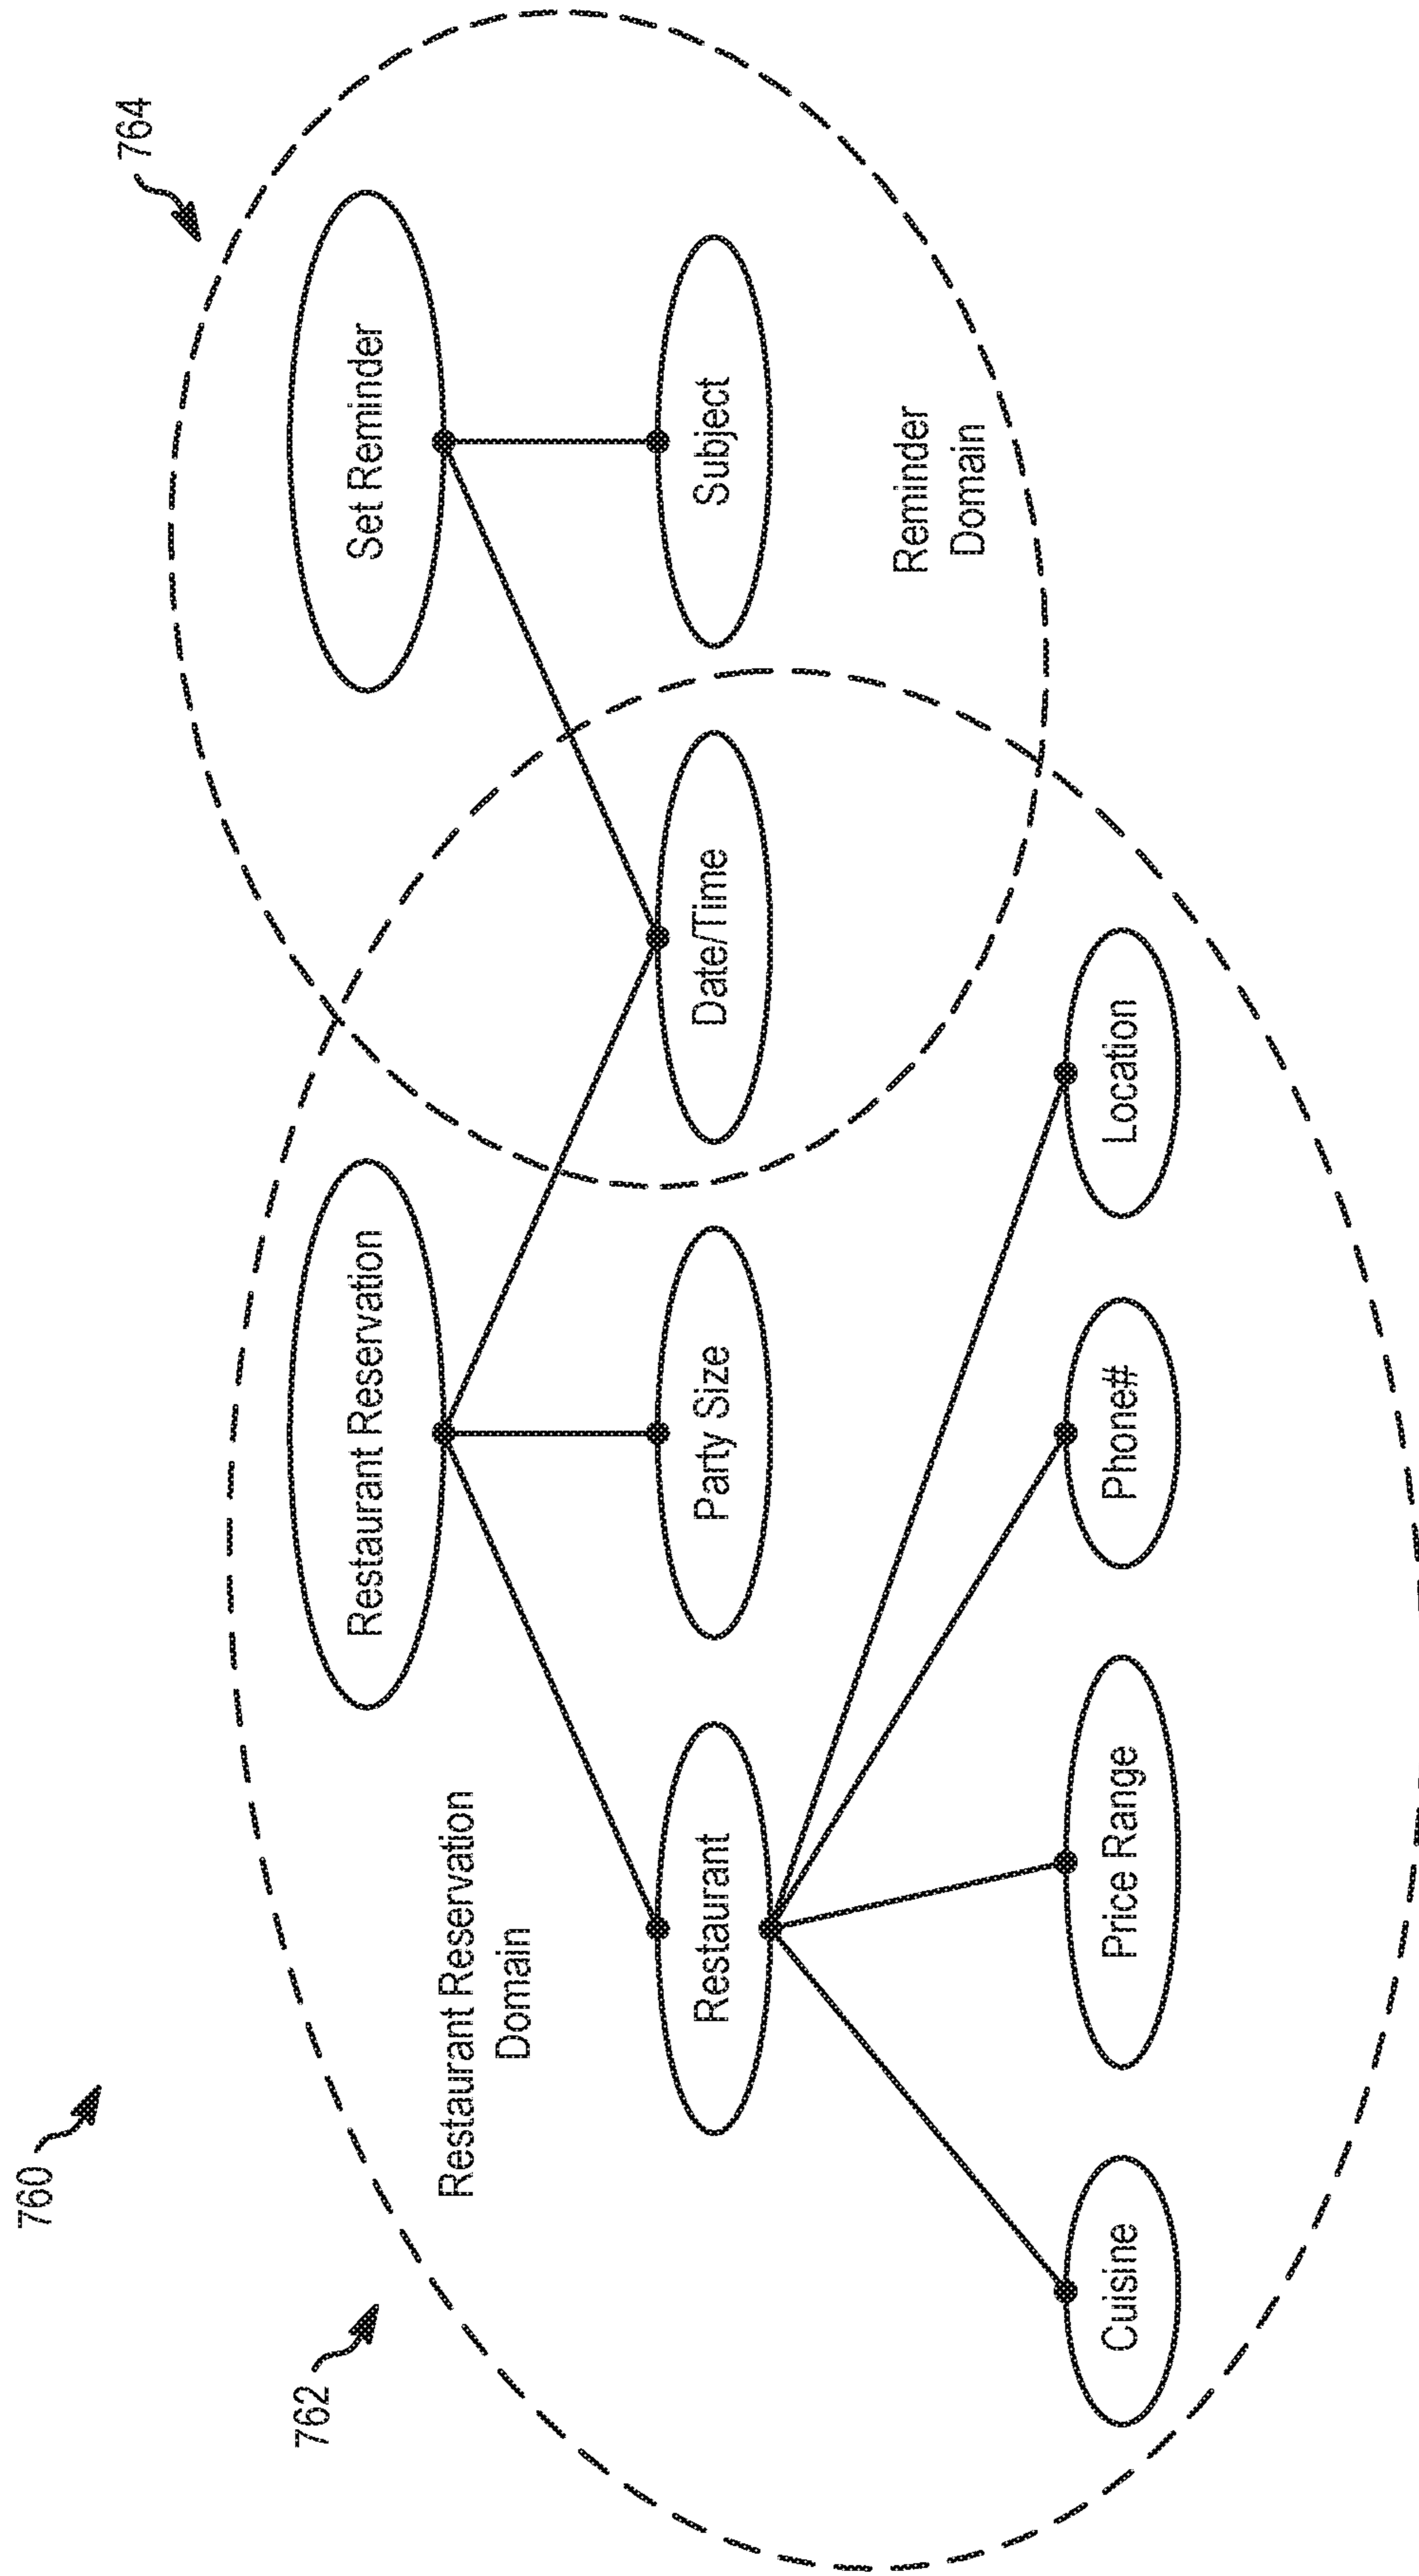 760
762
764
Restaurant Reservation
Set Reminder
Restaurant Reservation
Domain
Restaurant
Party Size
Date/Time
Subject
Reminder
Domain
Cuisine
Price Range
Phone#
Location